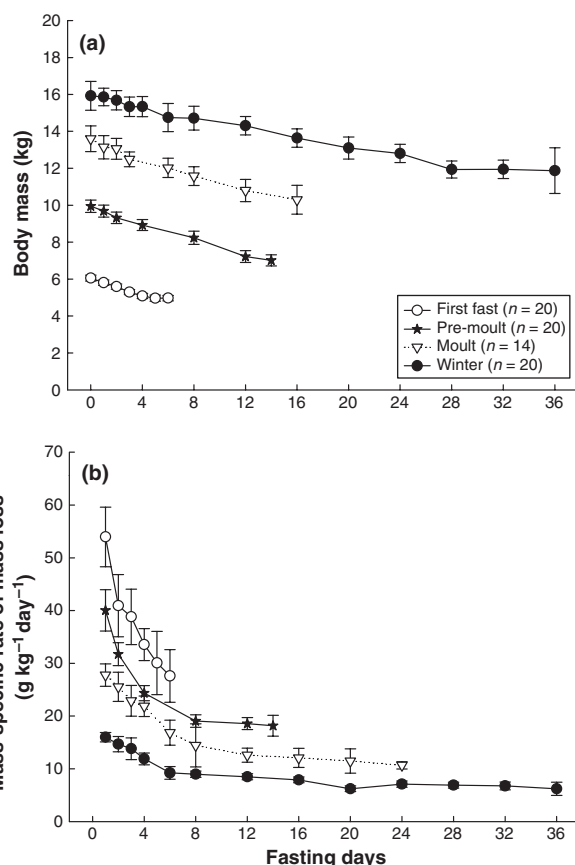 20
(a)
18
16
14
12
10
8
6
4
2
0
Body mass (kg)
First fast (n = 20)
Pre-moult (n = 20)
Moult (n = 14)
Winter (n = 20)
0 4 8 12 16 20 24 28 32 36
70
(b)
60
50
40
30
20
10
0
Mass-specific rate of mass loss
(g kg⁻¹ day⁻¹)
0 4 8 12 16 20 24 28 32 36
Fasting days